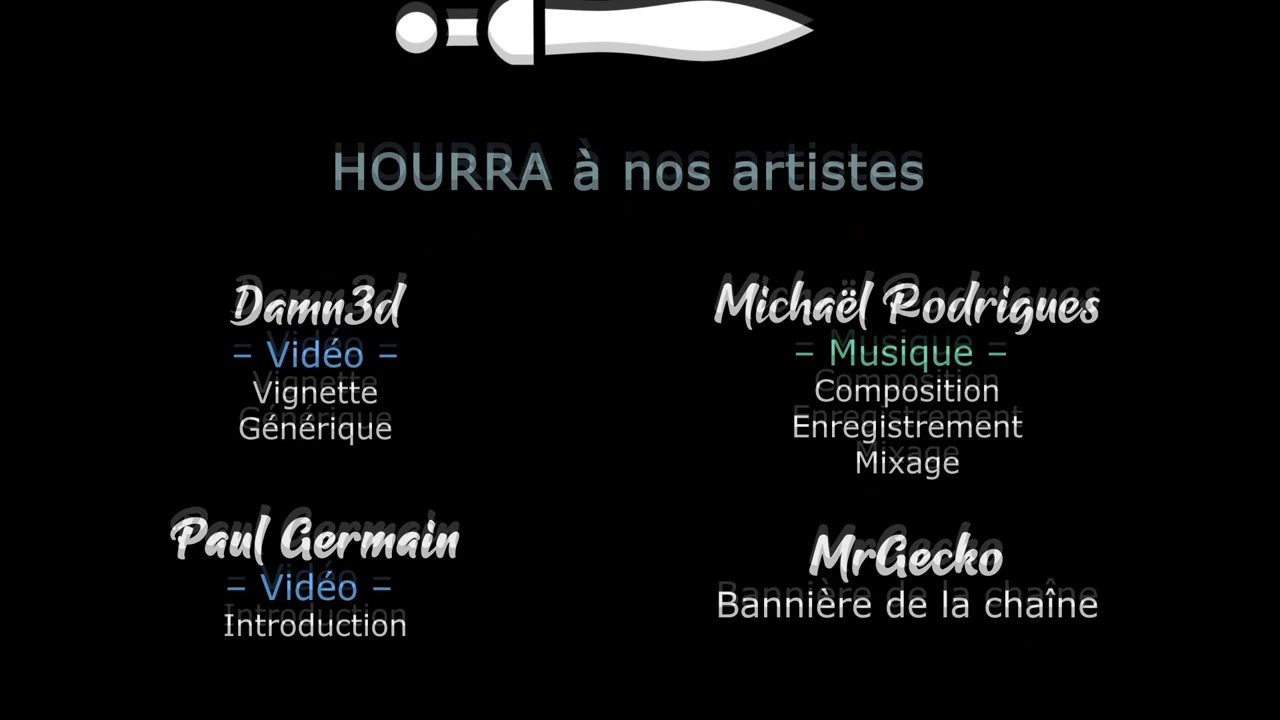 HOURRA à nos artistes
Damn3d
– Vidéo –
Vignette
Générique
Michaël Rodrigues
– Musique –
Composition
Enregistrement
Mixage
Paul Germain
– Vidéo –
Introduction
MrGecko
Bannière de la chaîne